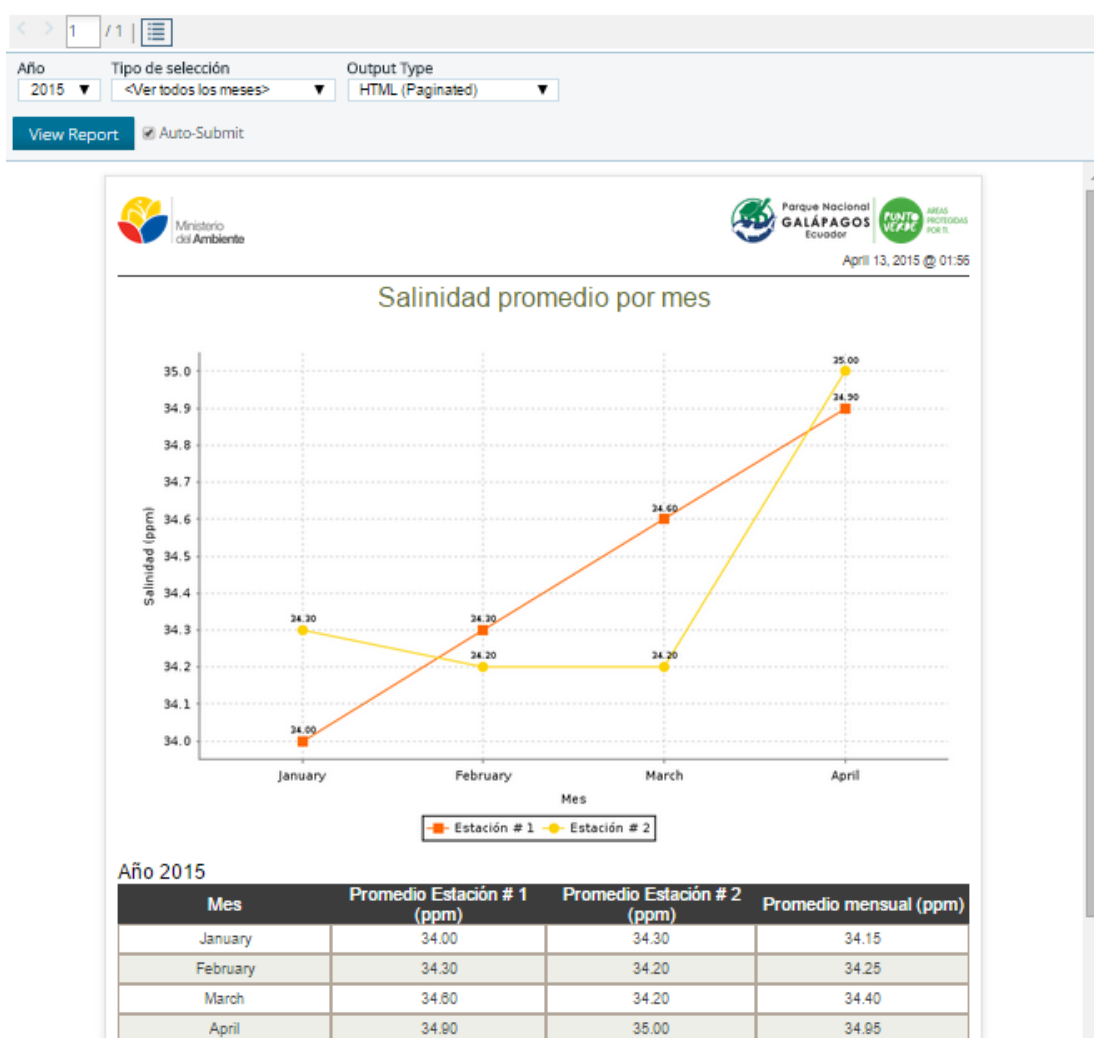 < > 1 / 1 |
Año Tipo de selección Output Type
2015 ▼ <Ver todos los meses> ▼ HTML (Paginated) ▼
View Report Auto-Submit
Ministerio
del Ambiente
Parque Nacional
GALÁPAGOS
Ecuador
PUNTO
VERDE
AREAS
PROTEGIDAS
POR TI.
April 13, 2015 @ 01:56
Salinidad promedio por mes
Salinidad (ppm)
35.0
34.9
34.8
34.7
34.6
34.5
34.4
34.3
34.2
34.1
34.0
35.00
34.90
34.60
34.30 34.30
34.20 34.20
34.00
January February March April
Mes
Estación # 1 Estación # 2
Año 2015
Mes Promedio Estación # 1 (ppm) Promedio Estación # 2 (ppm) Promedio mensual (ppm)
January 34.00 34.30 34.15
February 34.30 34.20 34.25
March 34.60 34.20 34.40
April 34.90 35.00 34.95